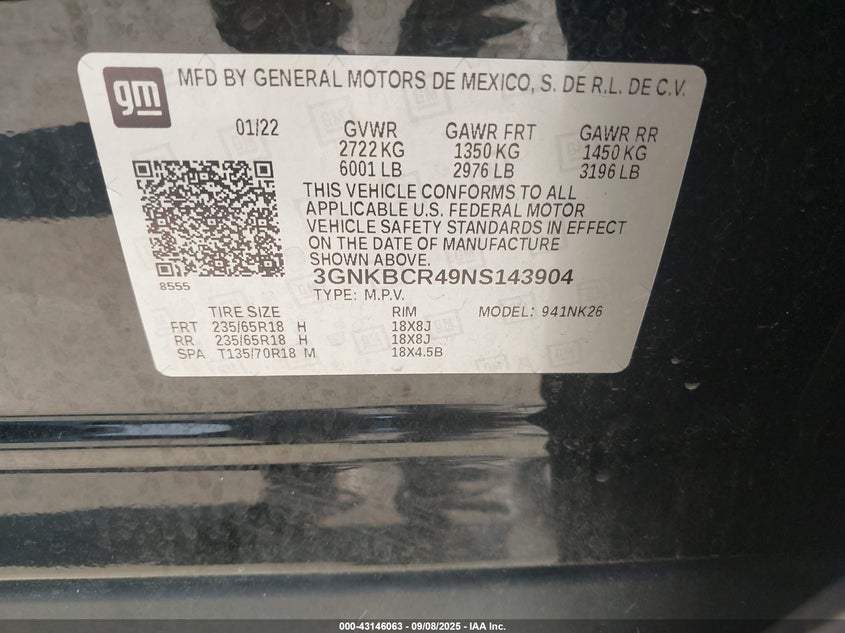 gm
MFD BY GENERAL MOTORS DE MEXICO, S. DE R.L. DE C.V.
01/22 GVWR GAWR FRT GAWR RR
2722 KG 1350 KG 1450 KG
6001 LB 2976 LB 3196 LB
THIS VEHICLE CONFORMS TO ALL
APPLICABLE U.S. FEDERAL MOTOR
VEHICLE SAFETY STANDARDS IN EFFECT
ON THE DATE OF MANUFACTURE
SHOWN ABOVE.
8555
3GNKBCR49NS143904
TYPE: M.P.V.
TIRE SIZE RIM MODEL: 941NK26
FRT 235/65R18 H 18X8J
RR 235/65R18 H 18X8J
SPA T135/70R18 M 18X4.5B
000-43146063 - 09/08/2025 - IAA Inc.